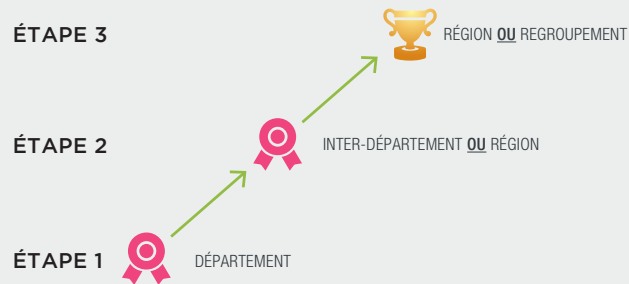 ÉTAPE 3 RÉGION OU REGROUPEMENT
ÉTAPE 2 INTER-DÉPARTEMENT OU RÉGION
ÉTAPE 1 DÉPARTEMENT